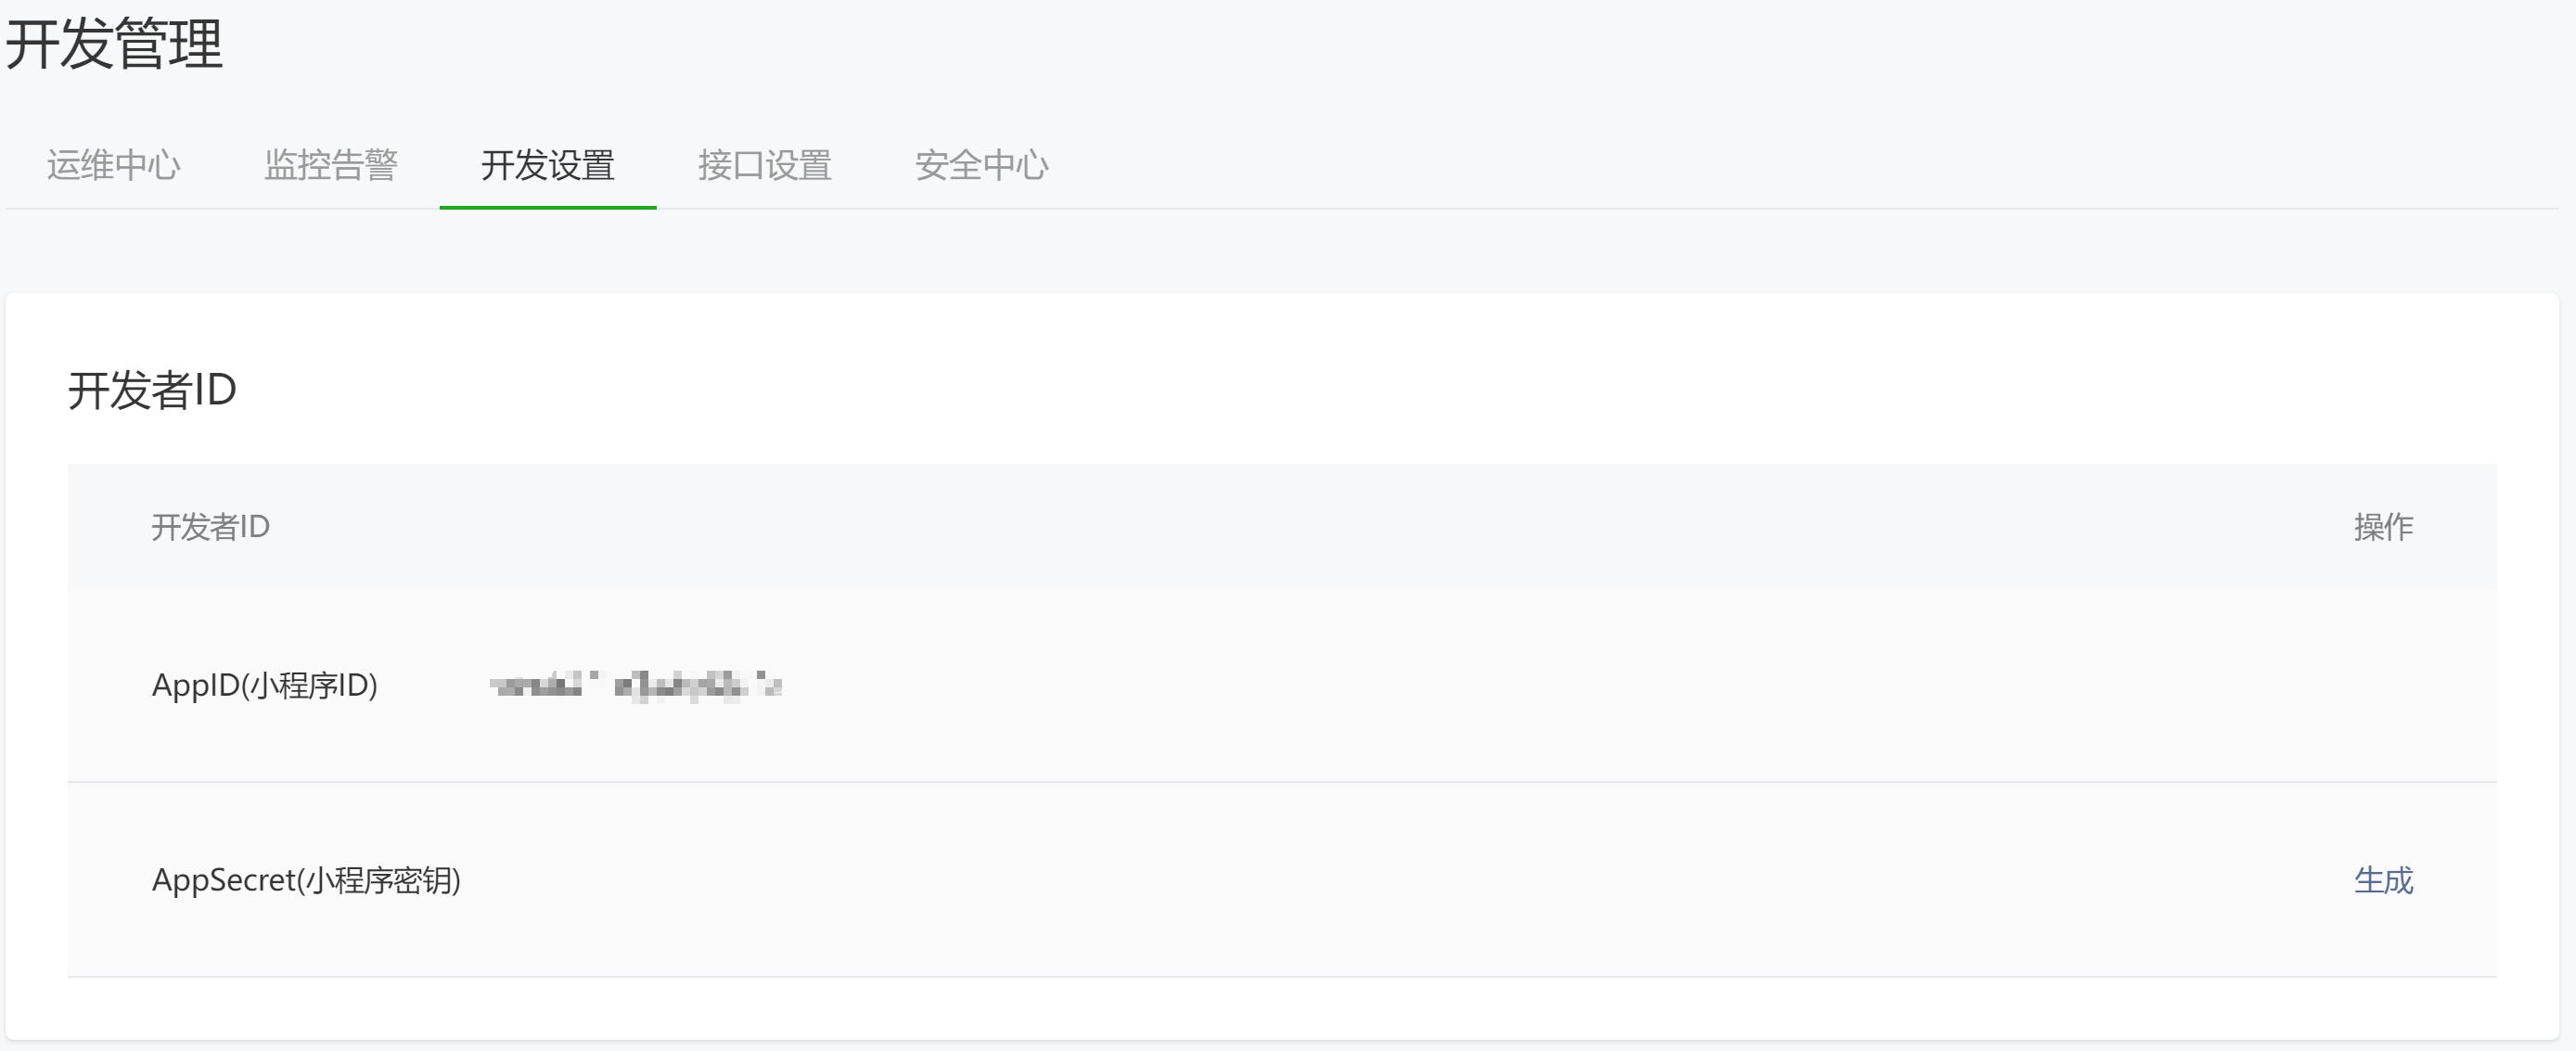 开发管理
运维中心 监控告警 开发设置 接口设置 安全中心
开发者ID
开发者ID 操作
AppID(小程序ID)
AppSecret(小程序密钥) 生成